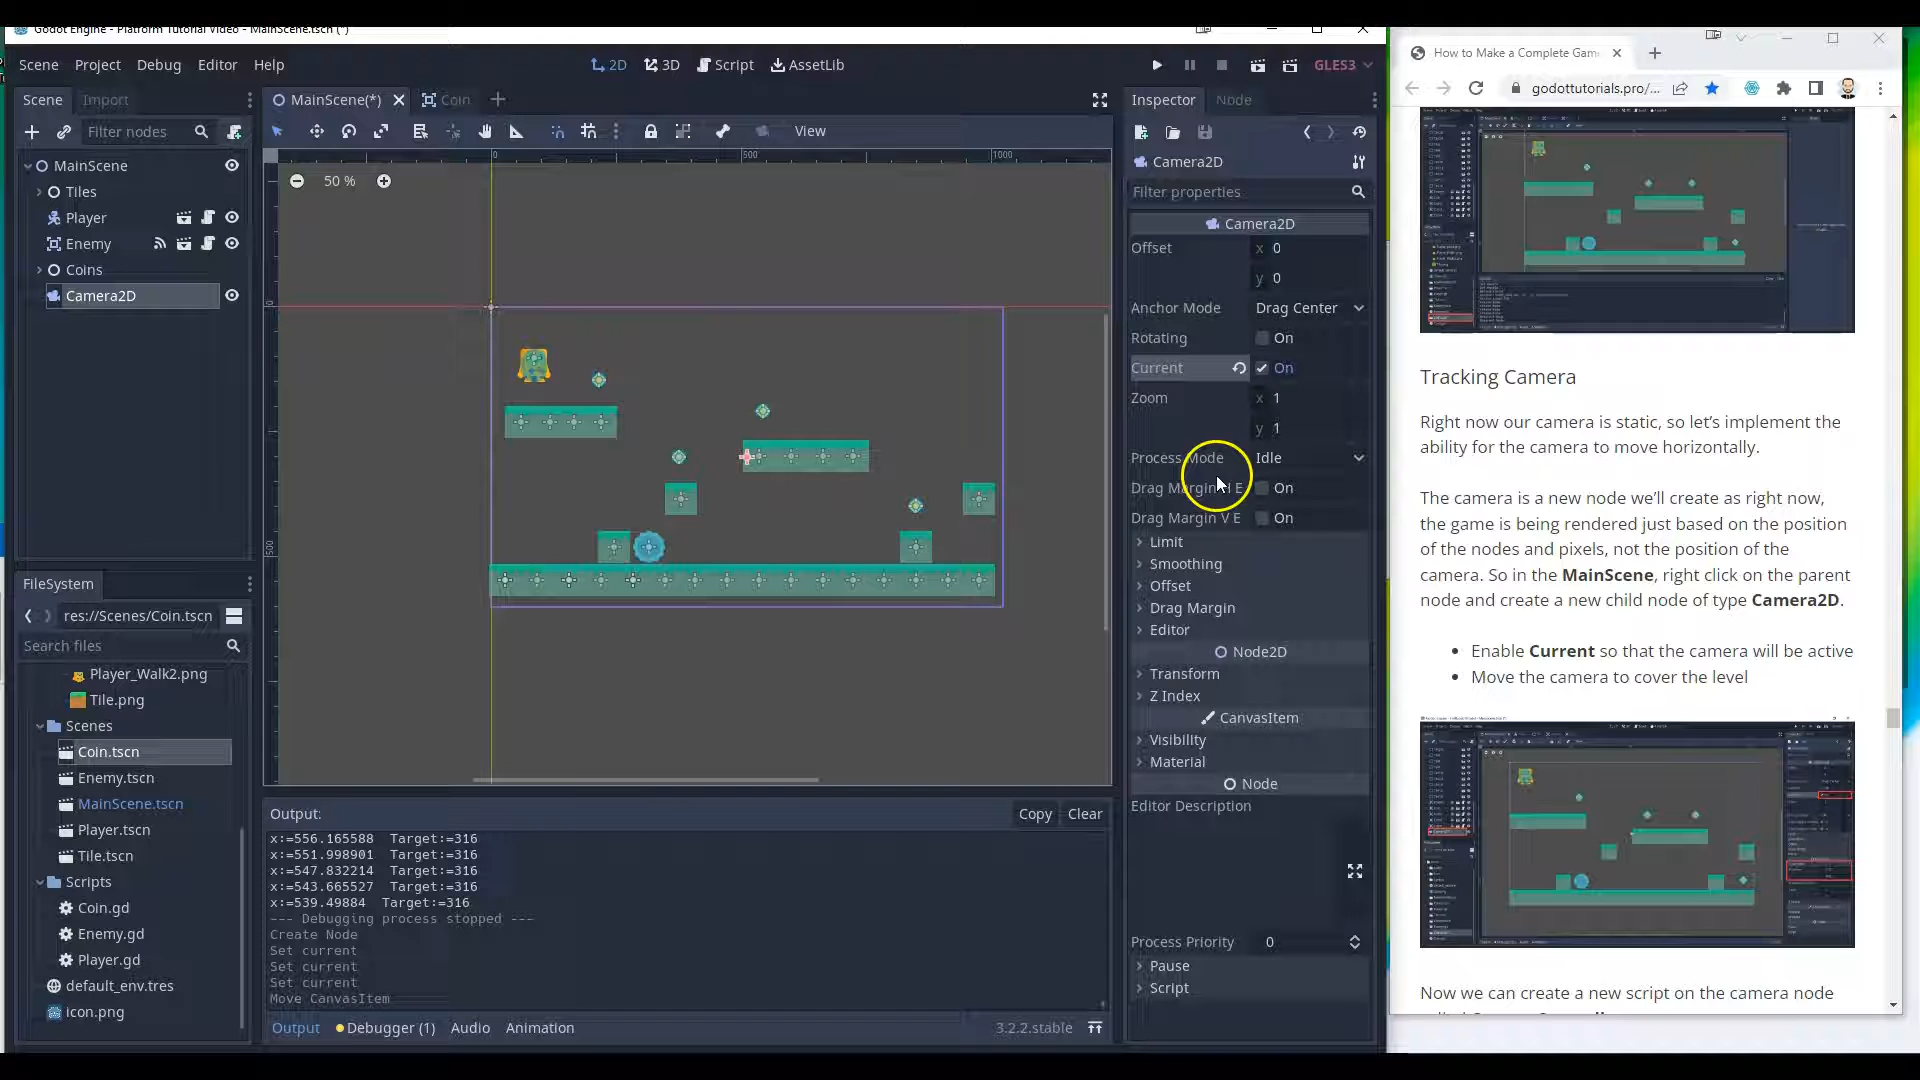 Godot Engine - Platform Tutorial Video - MainScene.tscn (*)
Scene Project Debug Editor Help
2D 3D Script AssetLib
GLES3
Scene Import
Filter nodes
MainScene
Tiles
Player
Enemy
Coins
Camera2D
FileSystem
res://Scenes/Coin.tscn
Search files
Player_Walk2.png
Tile.png
Scenes
Coin.tscn
Enemy.tscn
MainScene.tscn
Player.tscn
Tile.tscn
Scripts
Coin.gd
Enemy.gd
Player.gd
default_env.tres
icon.png
MainScene(*) Coin
View
0 500 1000
50 %
0
500
Output: Copy Clear
x:=556.165588 Target:=316
x:=551.998901 Target:=316
x:=547.832214 Target:=316
x:=543.665527 Target:=316
x:=539.49884 Target:=316
--- Debugging process stopped ---
Create Node
Set current
Set current
Set current
Move CanvasItem
Output Debugger (1) Audio Animation 3.2.2.stable
Inspector Node
Camera2D
Filter properties
Camera2D
Offset x 0
y 0
Anchor Mode Drag Center
Rotating On
Current On
Zoom x 1
y 1
Process Mode Idle
Drag Margin H E On
Drag Margin V E On
Limit
Smoothing
Offset
Drag Margin
Editor
Node2D
Transform
Z Index
CanvasItem
Visibility
Material
Node
Editor Description
Process Priority 0
Pause
Script
How to Make a Complete Gam
godottutorials.pro/...
Tracking Camera
Right now our camera is static, so let's implement the
ability for the camera to move horizontally.
The camera is a new node we'll create as right now,
the game is being rendered just based on the position
of the nodes and pixels, not the position of the
camera. So in the MainScene, right click on the parent
node and create a new child node of type Camera2D.
• Enable Current so that the camera will be active
• Move the camera to cover the level
Now we can create a new script on the camera node